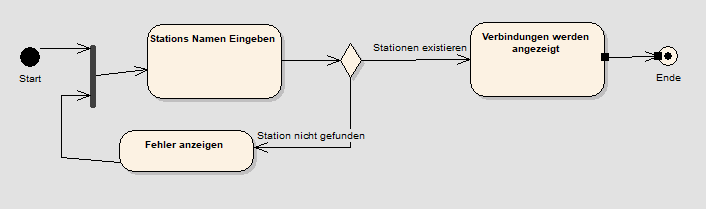 Start
Stations Namen Eingeben
Stationen existieren
Verbindungen werden
angezeigt
Ende
Station nicht gefunden
Fehler anzeigen